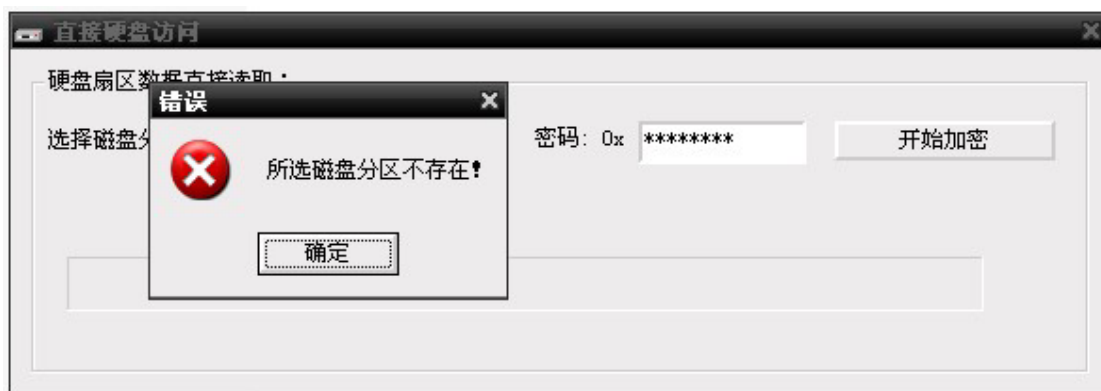 直接硬盘访问
硬盘扇区数据直接读取：
错误
选择磁盘分
密码: 0x ********
开始加密
所选磁盘分区不存在!
确定